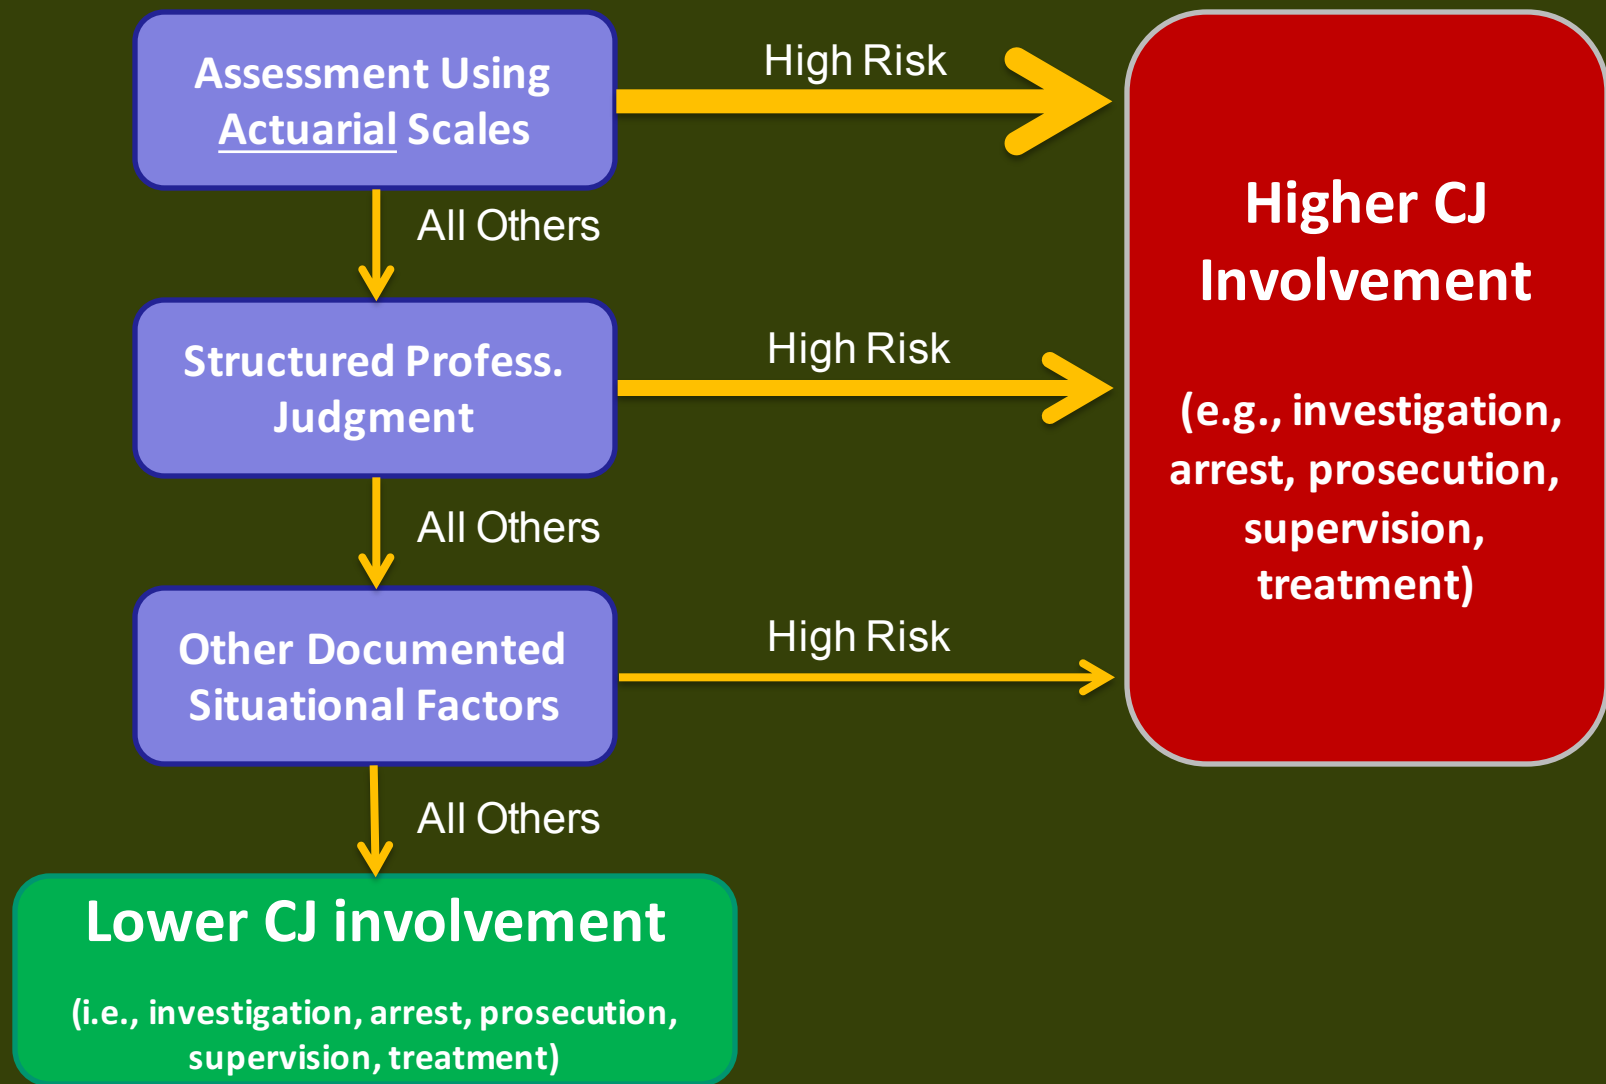 Assessment Using
Actuarial Scales
High Risk
All Others
Structured Profess.
Judgment
High Risk
All Others
Other Documented
Situational Factors
High Risk
All Others
Lower CJ involvement
(i.e., investigation, arrest, prosecution,
supervision, treatment)
Higher CJ
Involvement
(e.g., investigation,
arrest, prosecution,
supervision,
treatment)